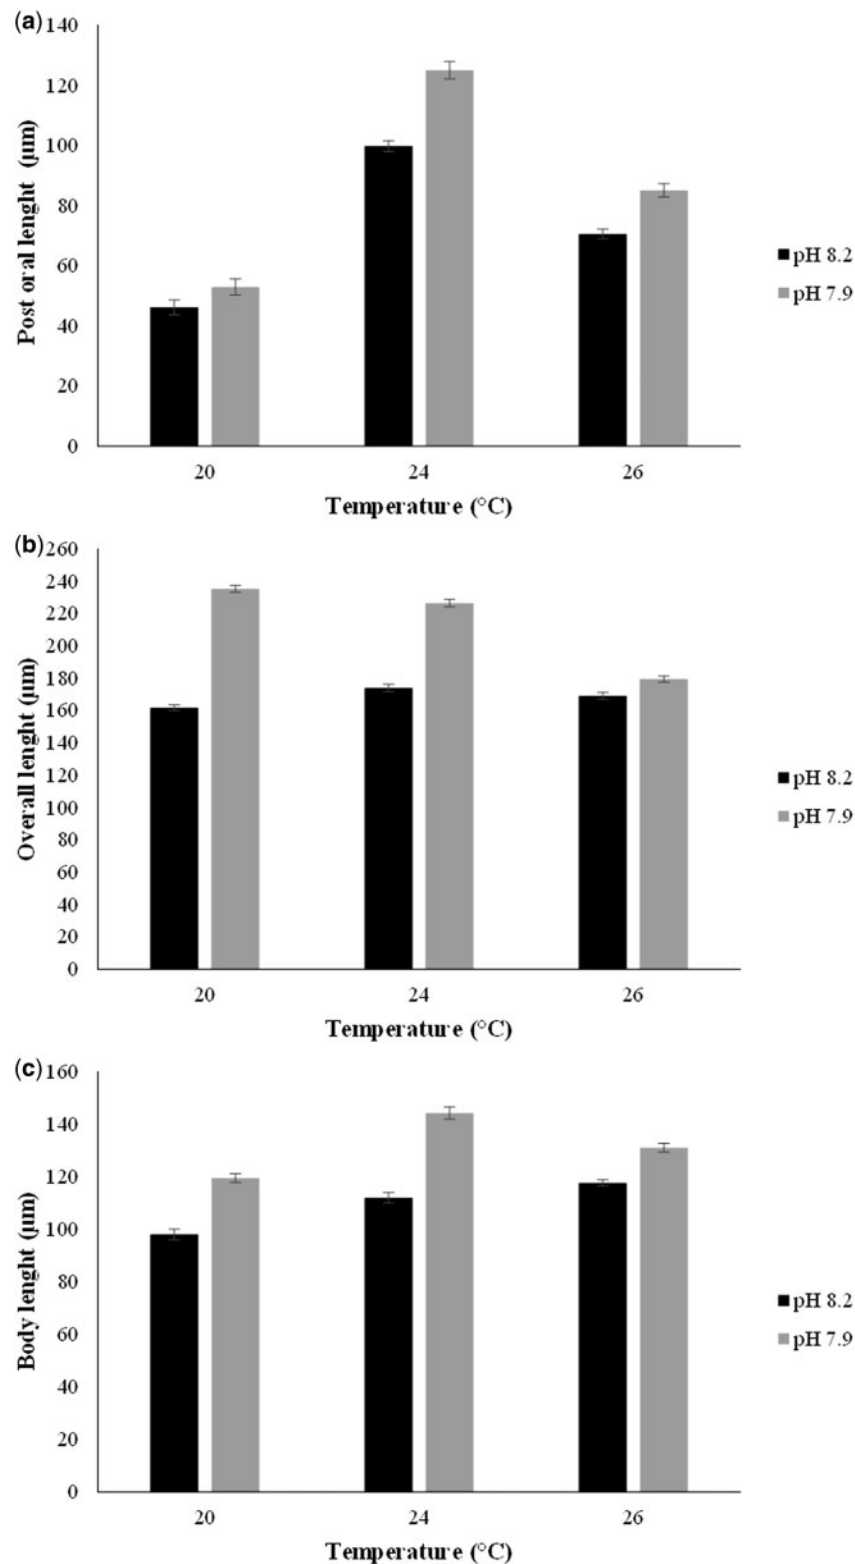 (a)
140
120
100
80
60
40
20
0
Post oral lenght (µm)
20 24 26
Temperature (°C)
pH 8.2
pH 7.9
(b)
260
240
220
200
180
160
140
120
100
80
60
40
20
0
Overall lenght (µm)
20 24 26
Temperature (°C)
pH 8.2
pH 7.9
(c)
160
140
120
100
80
60
40
20
0
Body lenght (µm)
20 24 26
Temperature (°C)
pH 8.2
pH 7.9